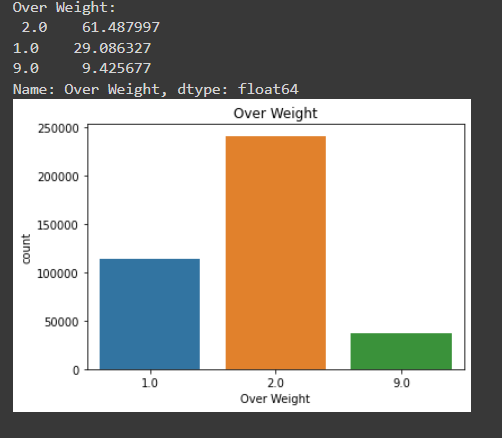 Over Weight:
2.0    61.487997
1.0    29.086327
9.0     9.425677
Name: Over Weight, dtype: float64
Over Weight
250000
200000
150000
100000
50000
0
count
1.0 2.0 9.0
Over Weight